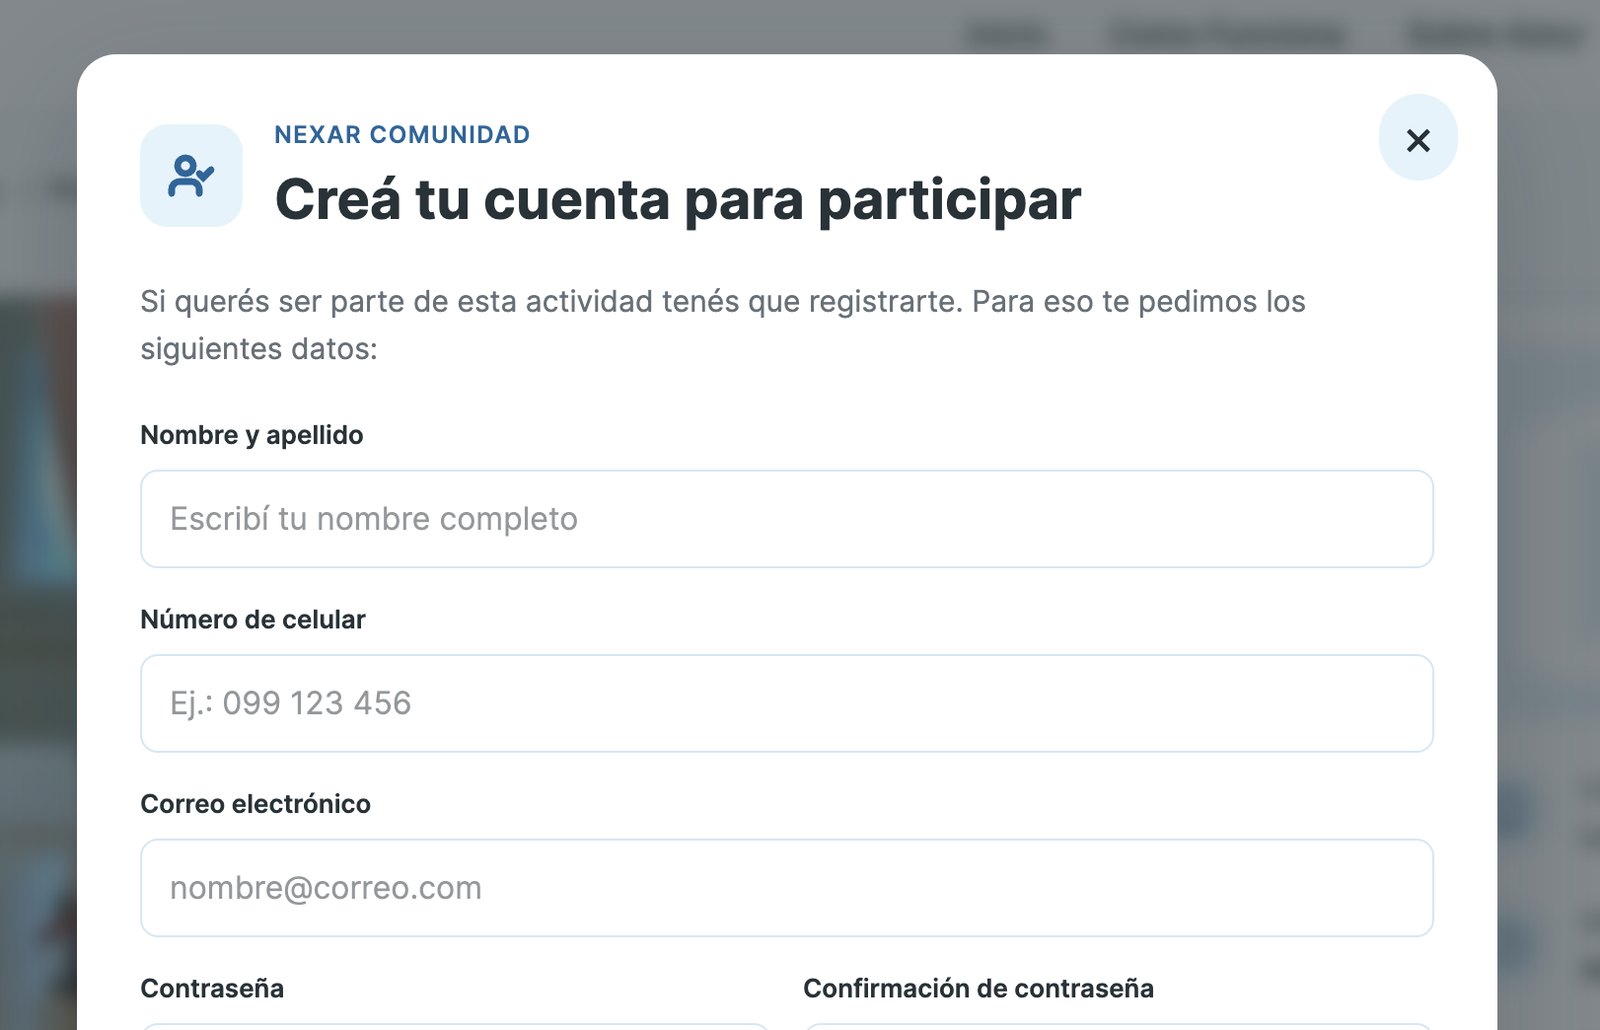 NEXAR COMUNIDAD
Creá tu cuenta para participar
Si querés ser parte de esta actividad tenés que registrarte. Para eso te pedimos los
siguientes datos:
Nombre y apellido
Escribí tu nombre completo
Número de celular
Ej.: 099 123 456
Correo electrónico
nombre@correo.com
Contraseña
Confirmación de contraseña